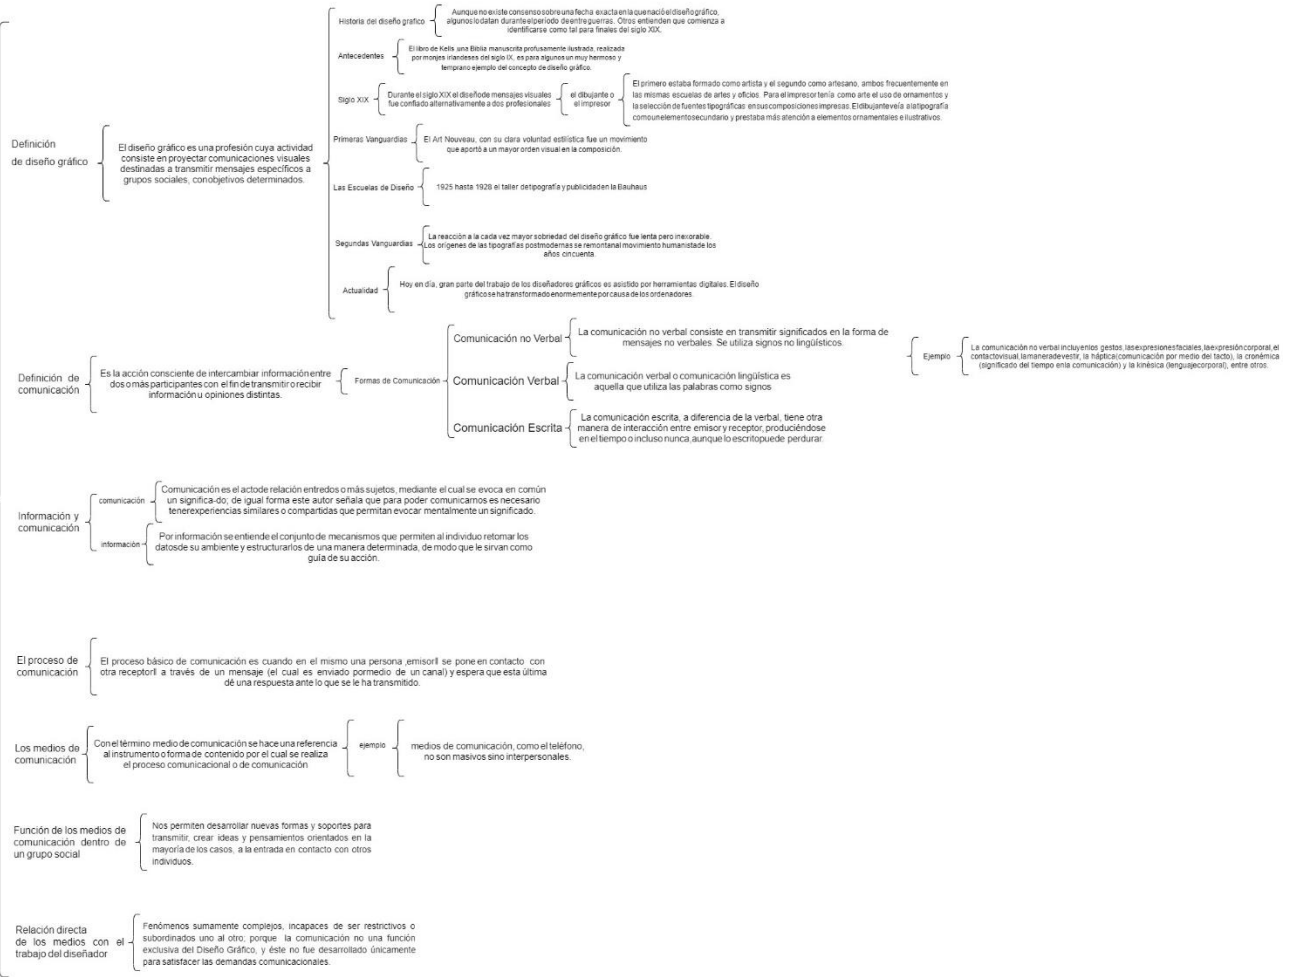 Definición
de diseño gráfico
El diseño gráfico es una profesión cuya actividad
consiste en proyectar comunicaciones visuales
destinadas a transmitir mensajes específicos a
grupos sociales, conobjetivos determinados.
Historia del diseño grafico
Aunque no existe consenso sobre una fecha exacta en la que nació el diseño gráfico,
algunos lo datan durante el período de entreguerras. Otros entienden que comienza a
identificarse como tal para finales del siglo XIX.
Antecedentes
El libro de Kells ,una Biblia manuscrita profusamente ilustrada, realizada
por monjes irlandeses del siglo IX, es para algunos un muy hermoso y
temprano ejemplo del concepto de diseño gráfico.
Siglo XIX
Durante el siglo XIX el diseñode mensajes visuales
fue confiado alternativamente a dos profesionales
el dibujante o
el impresor
El primero estaba formado como artista y el segundo como artesano, ambos frecuentemente en
las mismas escuelas de artes y oficios. Para el impresor tenía como arte el uso de ornamentos y
la selección de fuentes tipográficas en sus composiciones impresas. El dibujante veía a la tipografía
como un elemento secundario y prestaba más atención a elementos ornamentales e ilustrativos.
Primeras Vanguardias
El Art Nouveau, con su clara voluntad estilística fue un movimiento
que aportó a un mayor orden visual en la composición.
Las Escuelas de Diseño
1925 hasta 1928 el taller detipografía y publicidaden la Bauhaus
Segundas Vanguardias
La reacción a la cada vez mayor sobriedad del diseño gráfico fue lenta pero inexorable.
Los orígenes de las tipografías postmodernas se remontanal movimiento humanistade los
años cincuenta.
Actualidad
Hoy en día, gran parte del trabajo de los diseñadores gráficos es asistido por herramientas digitales. El diseño
gráfico se ha transformado enormemente por causa de los ordenadores.
Definición de
comunicación
Es la acción consciente de intercambiar información entre
dos o más participantes con el fin de transmitir o recibir
información u opiniones distintas.
Formas de Comunicación
Comunicación no Verbal
La comunicación no verbal consiste en transmitir significados en la forma de
mensajes no verbales. Se utiliza signos no lingüísticos.
Ejemplo
La comunicación no verbal incluyenlos gestos, las expresiones faciales, la expresión corporal, el
contacto visual, la manera de vestir, la háptica(comunicación por medio del tacto), la cronémica
(significado del tiempo enla comunicación) y la kinésica (lenguajecorporal), entre otros.
Comunicación Verbal
La comunicación verbal o comunicación lingüística es
aquella que utiliza las palabras como signos
Comunicación Escrita
La comunicación escrita, a diferencia de la verbal, tiene otra
manera de interacción entre emisor y receptor, produciéndose
en el tiempo o incluso nunca, aunque lo escritopuede perdurar.
Información y
comunicación
comunicación
Comunicación es el actode relación entredos o más sujetos, mediante el cual se evoca en común
un significa-do; de igual forma este autor señala que para poder comunicarnos es necesario
tenerexperiencias similares o compartidas que permitan evocar mentalmente un significado.
información
Por información se entiende el conjunto de mecanismos que permiten al individuo retomar los
datosde su ambiente y estructurarlos de una manera determinada, de modo que le sirvan como
guía de su acción.
El proceso de
comunicación
El proceso básico de comunicación es cuando en el mismo una persona ,emisor‖ se pone en contacto con
otra receptor‖ a través de un mensaje (el cual es enviado pormedio de un canal) y espera que esta última
dé una respuesta ante lo que se le ha transmitido.
Los medios de
comunicación
Con el término medio de comunicación se hace una referencia
al instrumento o forma de contenido por el cual se realiza
el proceso comunicacional o de comunicación
ejemplo
medios de comunicación, como el teléfono,
no son masivos sino interpersonales.
Función de los medios de
comunicación dentro de
un grupo social
Nos permiten desarrollar nuevas formas y soportes para
transmitir, crear ideas y pensamientos orientados en la
mayoría de los casos, a la entrada en contacto con otros
individuos.
Relación directa
de los medios con el
trabajo del diseñador
Fenómenos sumamente complejos, incapaces de ser restrictivos o
subordinados uno al otro; porque la comunicación no una función
exclusiva del Diseño Gráfico, y éste no fue desarrollado únicamente
para satisfacer las demandas comunicacionales.